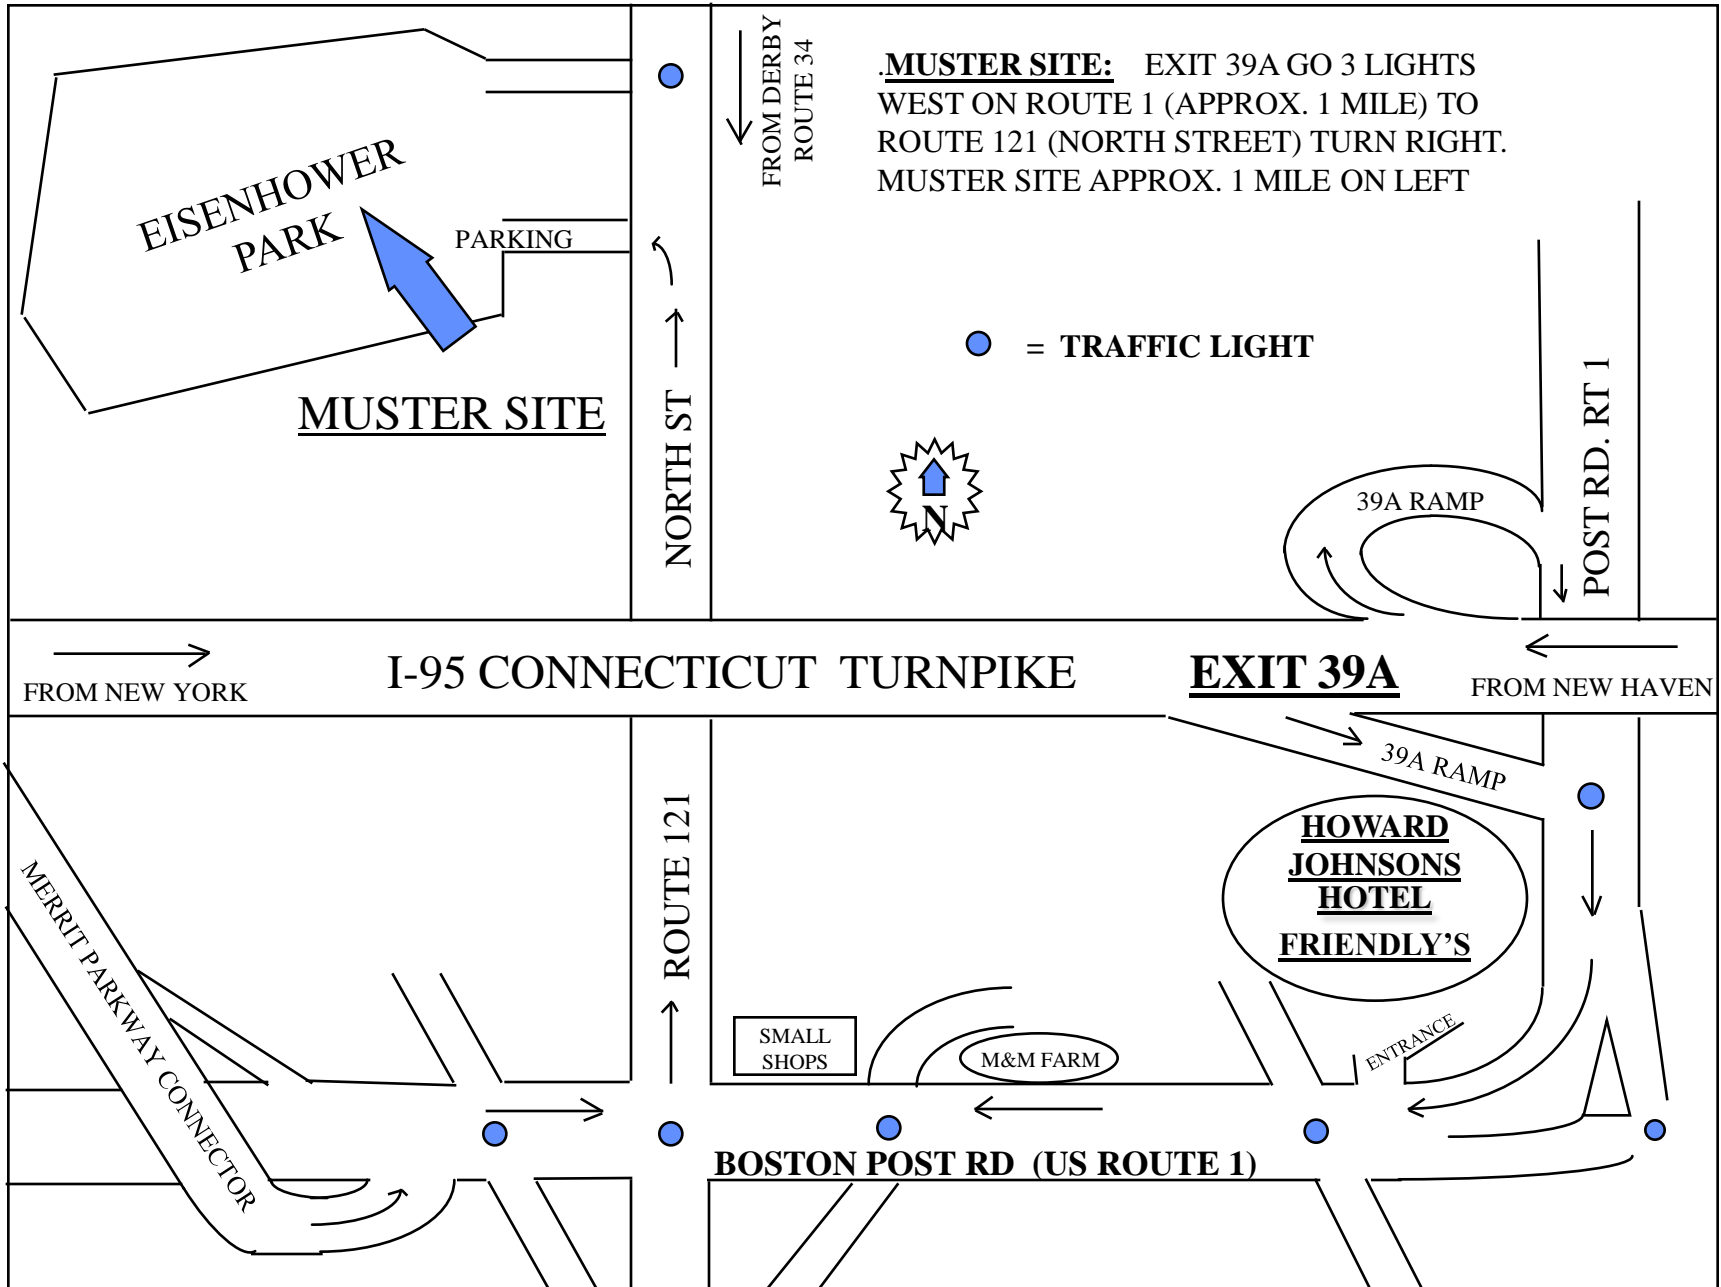 FROM DERBY
ROUTE 34
.MUSTER SITE: EXIT 39A GO 3 LIGHTS
WEST ON ROUTE 1 (APPROX. 1 MILE) TO
ROUTE 121 (NORTH STREET) TURN RIGHT.
MUSTER SITE APPROX. 1 MILE ON LEFT
EISENHOWER
PARK
PARKING
= TRAFFIC LIGHT
MUSTER SITE
NORTH ST
N
39A RAMP
POST RD. RT 1
I-95 CONNECTICUT TURNPIKE
EXIT 39A
FROM NEW YORK
FROM NEW HAVEN
39A RAMP
HOWARD
JOHNSONS
HOTEL
FRIENDLY'S
ROUTE 121
MERRIT PARKWAY CONNECTOR
SMALL
SHOPS
M&M FARM
ENTRANCE
BOSTON POST RD (US ROUTE 1)